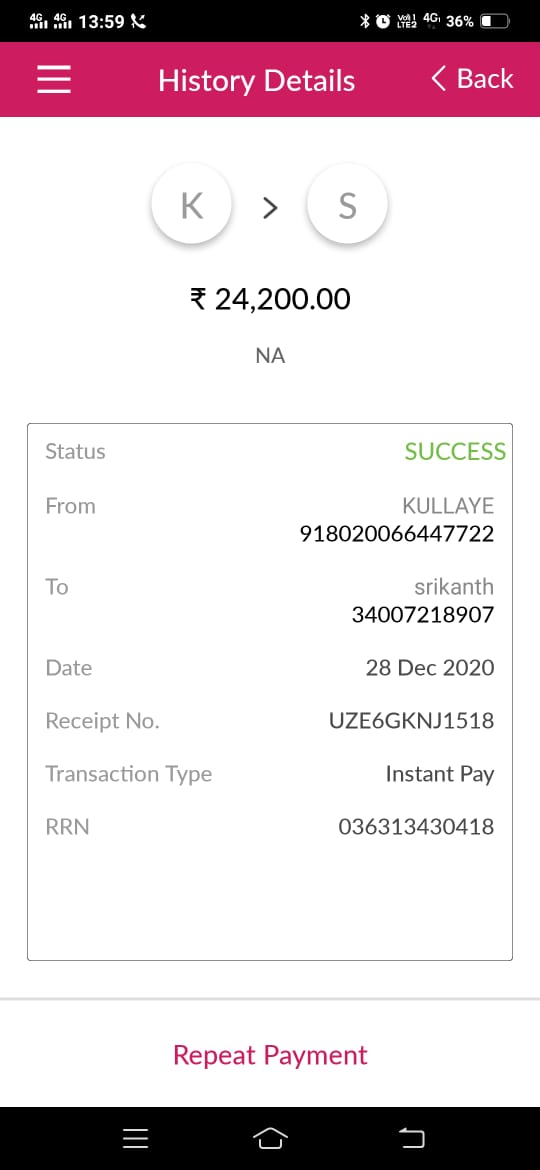 4G 4G 13:59 VoI LTE2 4G 36%
History Details < Back
K > S
₹ 24,200.00
NA
Status SUCCESS
From KULLAYE
918020066447722
To srikanth
34007218907
Date 28 Dec 2020
Receipt No. UZE6GKNJ1518
Transaction Type Instant Pay
RRN 036313430418
Repeat Payment